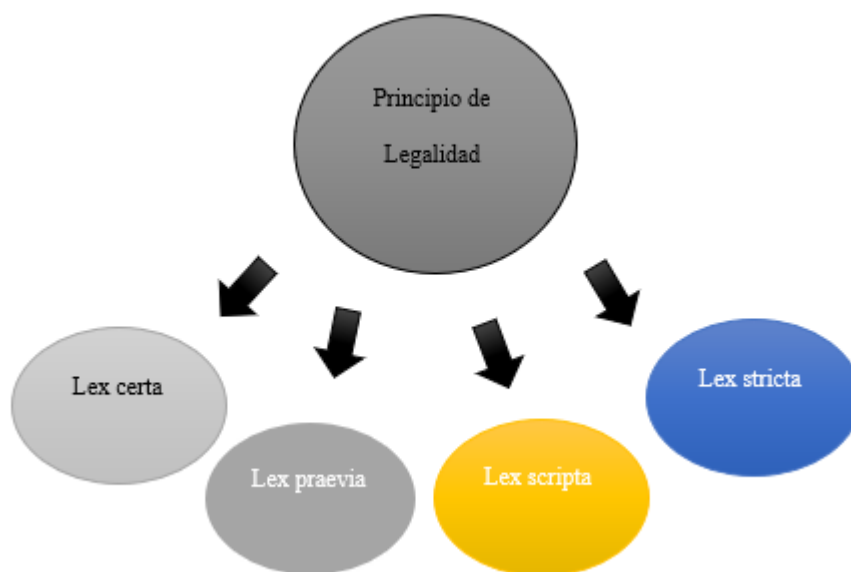 Principio de
Legalidad
Lex certa
Lex praevia
Lex scripta
Lex stricta